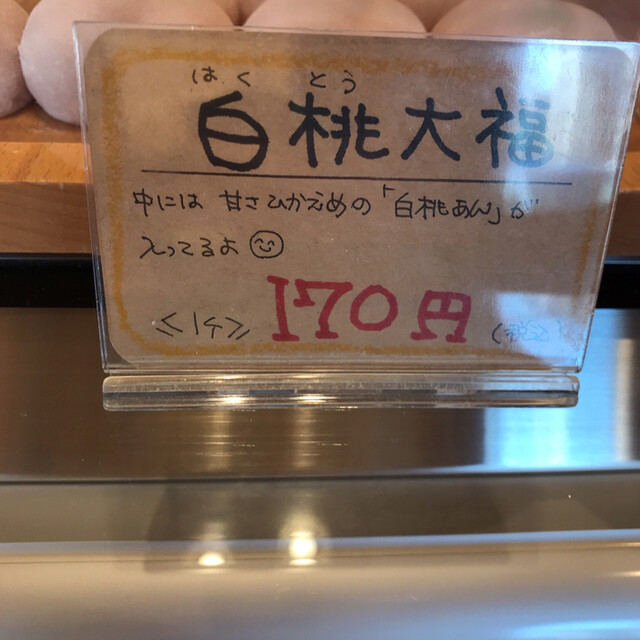 はくとう
白桃大福
中には 甘さひかえめの「白桃あん」が
入ってるよ☺
≪1ケ≫ 170円 (税込)